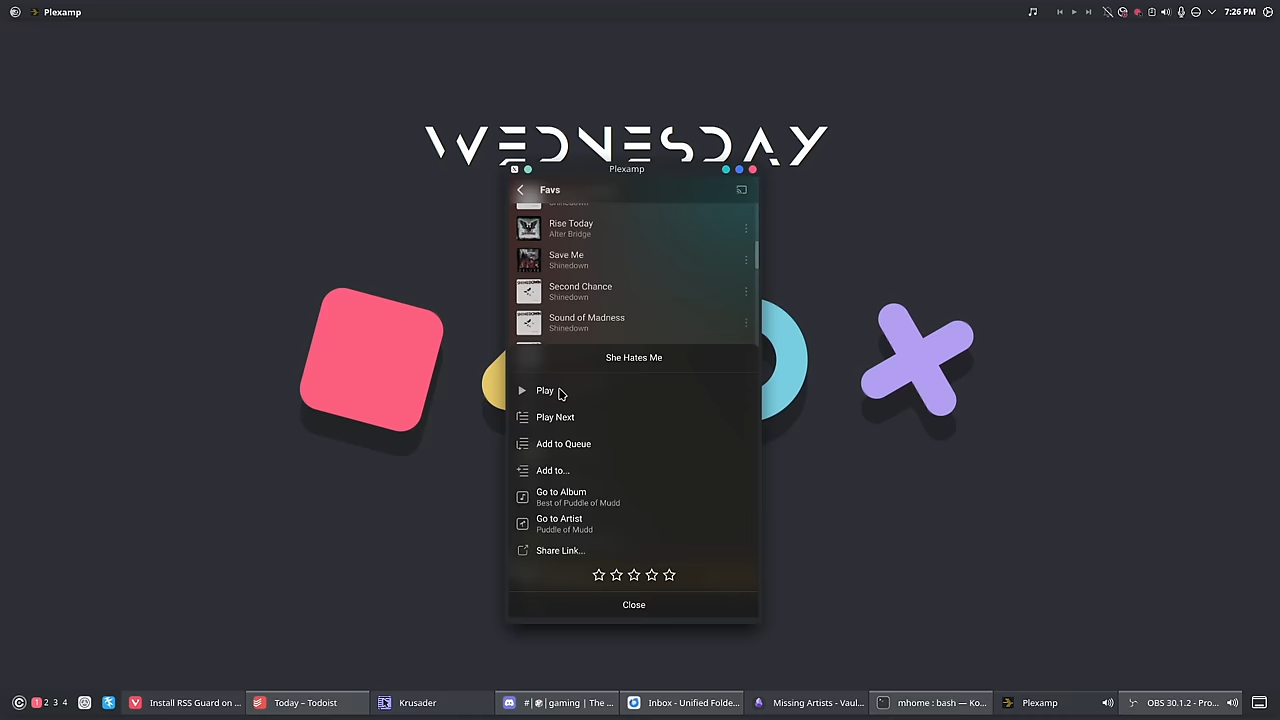 Plexamp
7:26 PM
WEDNESDAY
Plexamp
Favs
Shinedown
Rise Today
Alter Bridge
Save Me
Shinedown
Second Chance
Shinedown
Sound of Madness
Shinedown
She Hates Me
Play
Play Next
Add to Queue
Add to...
Go to Album
Best of Puddle of Mudd
Go to Artist
Puddle of Mudd
Share Link...
Close
1 2 3 4
Install RSS Guard on ...
Today – Todoist
Krusader
# | gaming | The ...
Inbox - Unified Folde...
Missing Artists - Vaul...
mhome : bash — Ko...
Plexamp
OBS 30.1.2 - Pro...